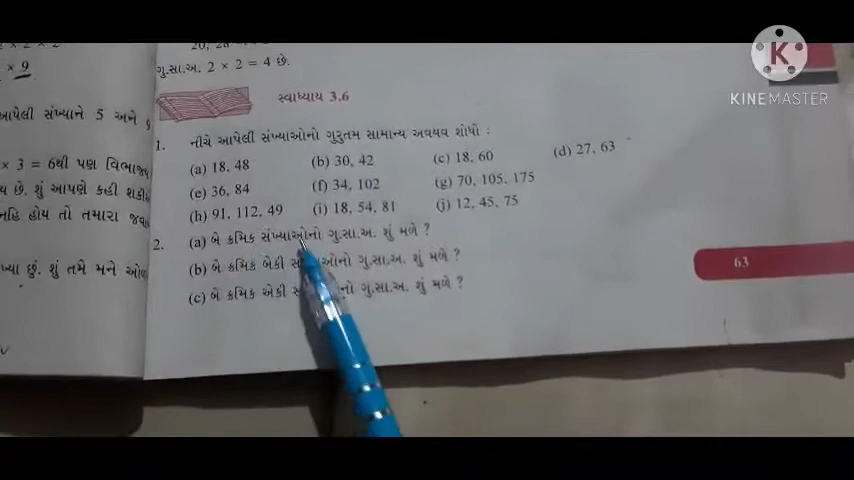 × 9
આપેલી સંખ્યાને 5 અને
× 3 = 6થી પણ વિભાજ્ય
ય છે. શું આપણે કહી શકીએ
નહિ હોય તો તમારા જવા
ખ્યા છું. શું તમે મને ઓળ
20, 28
ગુ.સા.અ. 2 × 2 = 4 છે.
સ્વાધ્યાય 3.6
1. નીચે આપેલી સંખ્યાઓનો ગુરુતમ સામાન્ય અવયવ શોધો :
(a) 18, 48 (b) 30, 42 (c) 18, 60 (d) 27, 63
(e) 36, 84 (f) 34, 102 (g) 70, 105, 175
(h) 91, 112, 49 (i) 18, 54, 81 (j) 12, 45, 75
2. (a) બે ક્રમિક સંખ્યાઓનો ગુ.સા.અ. શું મળે ?
(b) બે ક્રમિક બેકી સંખ્યાઓનો ગુ.સા.અ. શું મળે ?
(c) બે ક્રમિક એકી નો ગુ.સા.અ. શું મળે ?
63
K
KINEMASTER